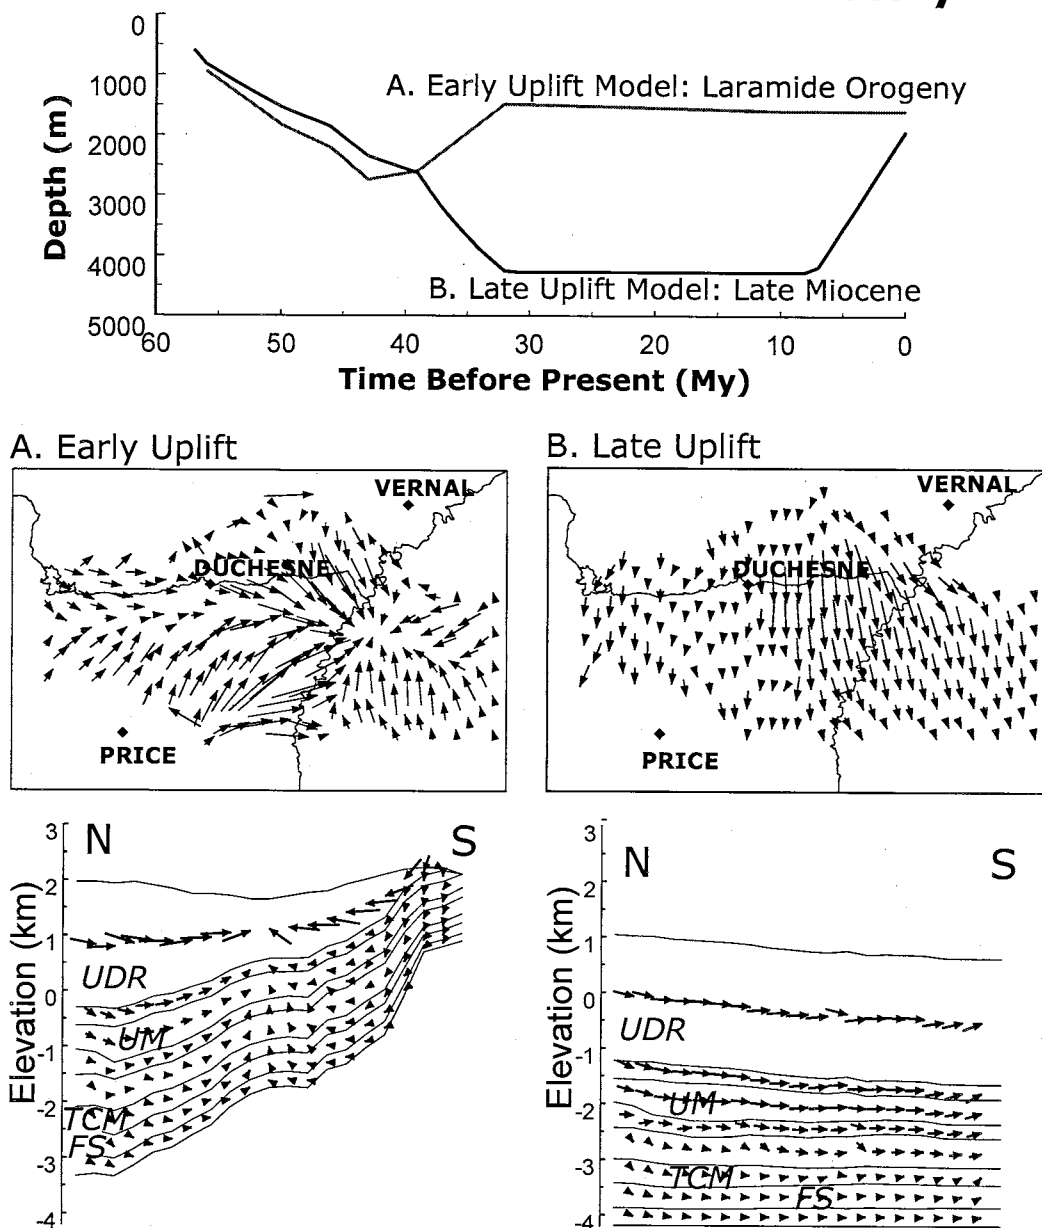 0
1000
2000
3000
4000
5000
Depth (m)
A. Early Uplift Model: Laramide Orogeny
B. Late Uplift Model: Late Miocene
60 50 40 30 20 10 0
Time Before Present (My)
A. Early Uplift
VERNAL
DUCHESNE
PRICE
B. Late Uplift
VERNAL
DUCHESNE
PRICE
3
2
1
0
-1
-2
-3
-4
Elevation (km)
N S
UDR
UM
TCM
FS
3
2
1
0
-1
-2
-3
-4
Elevation (km)
N S
UDR
UM
TCM
FS